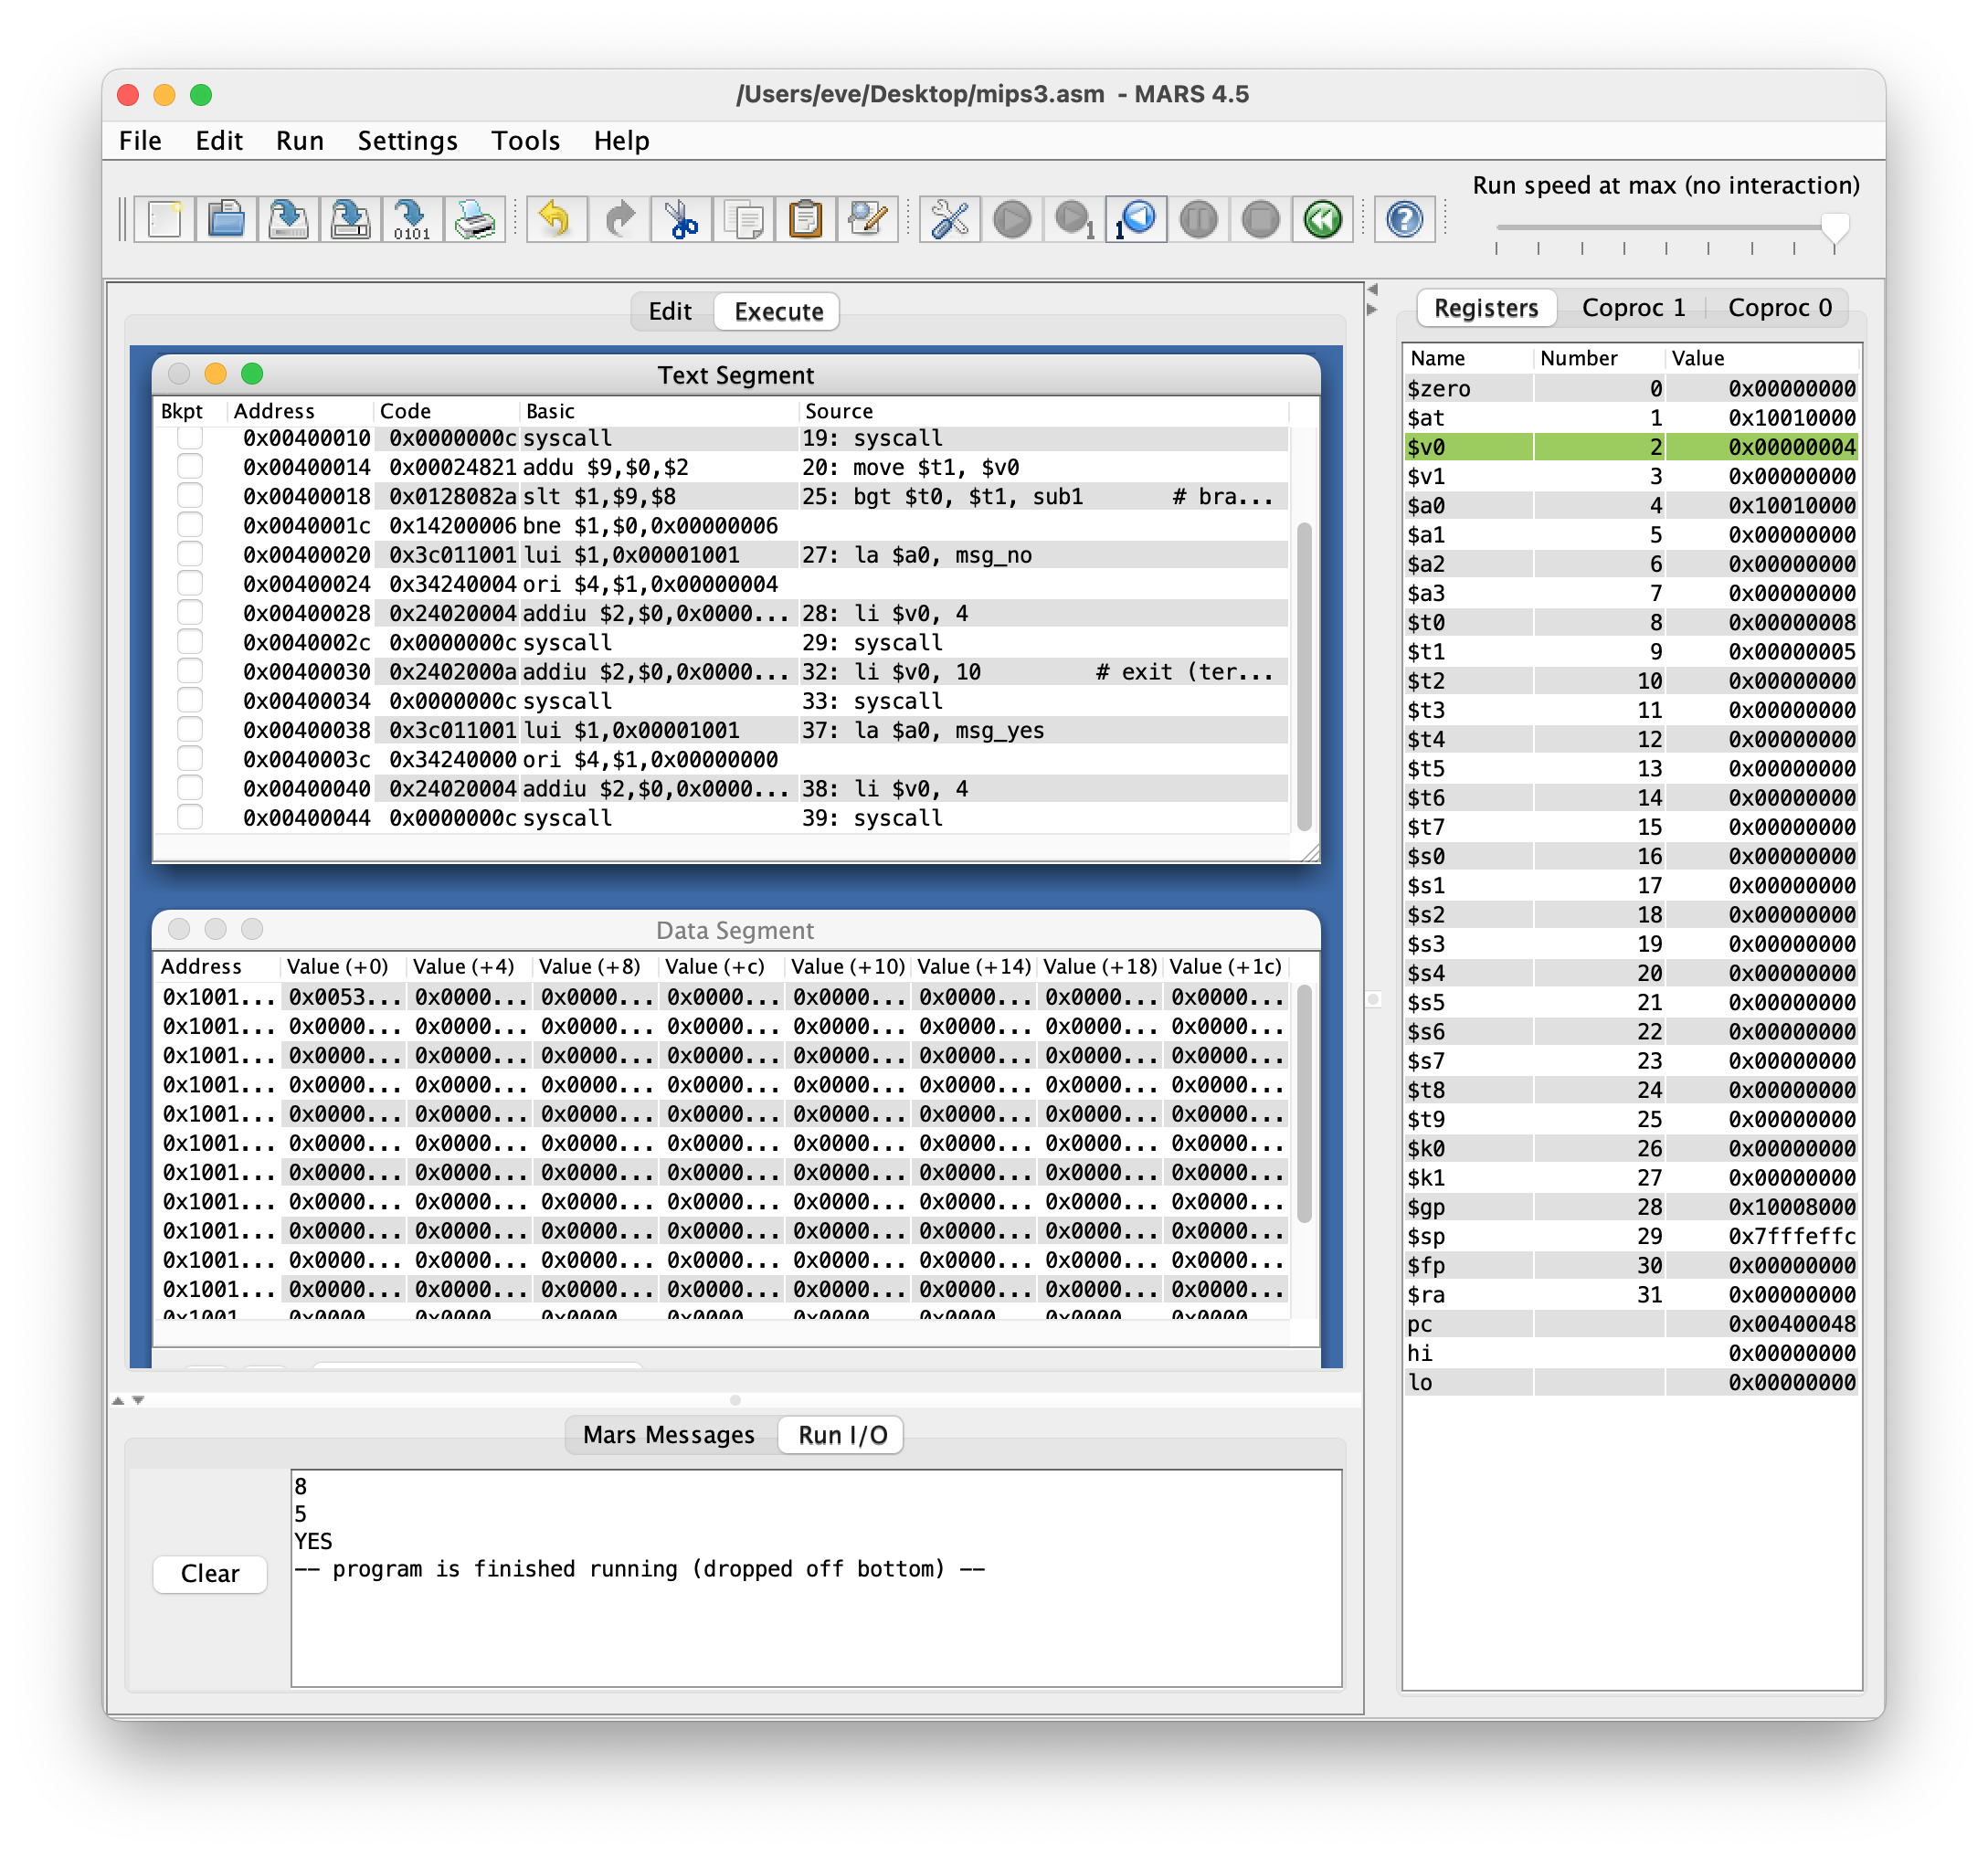 /Users/eve/Desktop/mips3.asm - MARS 4.5
File Edit Run Settings Tools Help
Run speed at max (no interaction)
0101
1
1
Edit Execute
Text Segment
Bkpt Address Code Basic Source
0x00400010 0x0000000c syscall 19: syscall
0x00400014 0x00024821 addu $9,$0,$2 20: move $t1, $v0
0x00400018 0x0128082a slt $1,$9,$8 25: bgt $t0, $t1, sub1 # bra...
0x0040001c 0x14200006 bne $1,$0,0x00000006
0x00400020 0x3c011001 lui $1,0x00001001 27: la $a0, msg_no
0x00400024 0x34240004 ori $4,$1,0x00000004
0x00400028 0x24020004 addiu $2,$0,0x0000... 28: li $v0, 4
0x0040002c 0x0000000c syscall 29: syscall
0x00400030 0x2402000a addiu $2,$0,0x0000... 32: li $v0, 10 # exit (ter...
0x00400034 0x0000000c syscall 33: syscall
0x00400038 0x3c011001 lui $1,0x00001001 37: la $a0, msg_yes
0x0040003c 0x34240000 ori $4,$1,0x00000000
0x00400040 0x24020004 addiu $2,$0,0x0000... 38: li $v0, 4
0x00400044 0x0000000c syscall 39: syscall
Data Segment
Address Value (+0) Value (+4) Value (+8) Value (+c) Value (+10) Value (+14) Value (+18) Value (+1c)
0x1001... 0x0053... 0x0000... 0x0000... 0x0000... 0x0000... 0x0000... 0x0000... 0x0000...
0x1001... 0x0000... 0x0000... 0x0000... 0x0000... 0x0000... 0x0000... 0x0000... 0x0000...
0x1001... 0x0000... 0x0000... 0x0000... 0x0000... 0x0000... 0x0000... 0x0000... 0x0000...
0x1001... 0x0000... 0x0000... 0x0000... 0x0000... 0x0000... 0x0000... 0x0000... 0x0000...
0x1001... 0x0000... 0x0000... 0x0000... 0x0000... 0x0000... 0x0000... 0x0000... 0x0000...
0x1001... 0x0000... 0x0000... 0x0000... 0x0000... 0x0000... 0x0000... 0x0000... 0x0000...
0x1001... 0x0000... 0x0000... 0x0000... 0x0000... 0x0000... 0x0000... 0x0000... 0x0000...
0x1001... 0x0000... 0x0000... 0x0000... 0x0000... 0x0000... 0x0000... 0x0000... 0x0000...
0x1001... 0x0000... 0x0000... 0x0000... 0x0000... 0x0000... 0x0000... 0x0000... 0x0000...
0x1001... 0x0000... 0x0000... 0x0000... 0x0000... 0x0000... 0x0000... 0x0000... 0x0000...
0x1001... 0x0000... 0x0000... 0x0000... 0x0000... 0x0000... 0x0000... 0x0000... 0x0000...
Mars Messages Run I/O
Clear
8
5
YES
-- program is finished running (dropped off bottom) --
Registers Coproc 1 Coproc 0
Name Number Value
$zero 0 0x00000000
$at 1 0x10010000
$v0 2 0x00000004
$v1 3 0x00000000
$a0 4 0x10010000
$a1 5 0x00000000
$a2 6 0x00000000
$a3 7 0x00000000
$t0 8 0x00000008
$t1 9 0x00000005
$t2 10 0x00000000
$t3 11 0x00000000
$t4 12 0x00000000
$t5 13 0x00000000
$t6 14 0x00000000
$t7 15 0x00000000
$s0 16 0x00000000
$s1 17 0x00000000
$s2 18 0x00000000
$s3 19 0x00000000
$s4 20 0x00000000
$s5 21 0x00000000
$s6 22 0x00000000
$s7 23 0x00000000
$t8 24 0x00000000
$t9 25 0x00000000
$k0 26 0x00000000
$k1 27 0x00000000
$gp 28 0x10008000
$sp 29 0x7fffeffc
$fp 30 0x00000000
$ra 31 0x00000000
pc 0x00400048
hi 0x00000000
lo 0x00000000